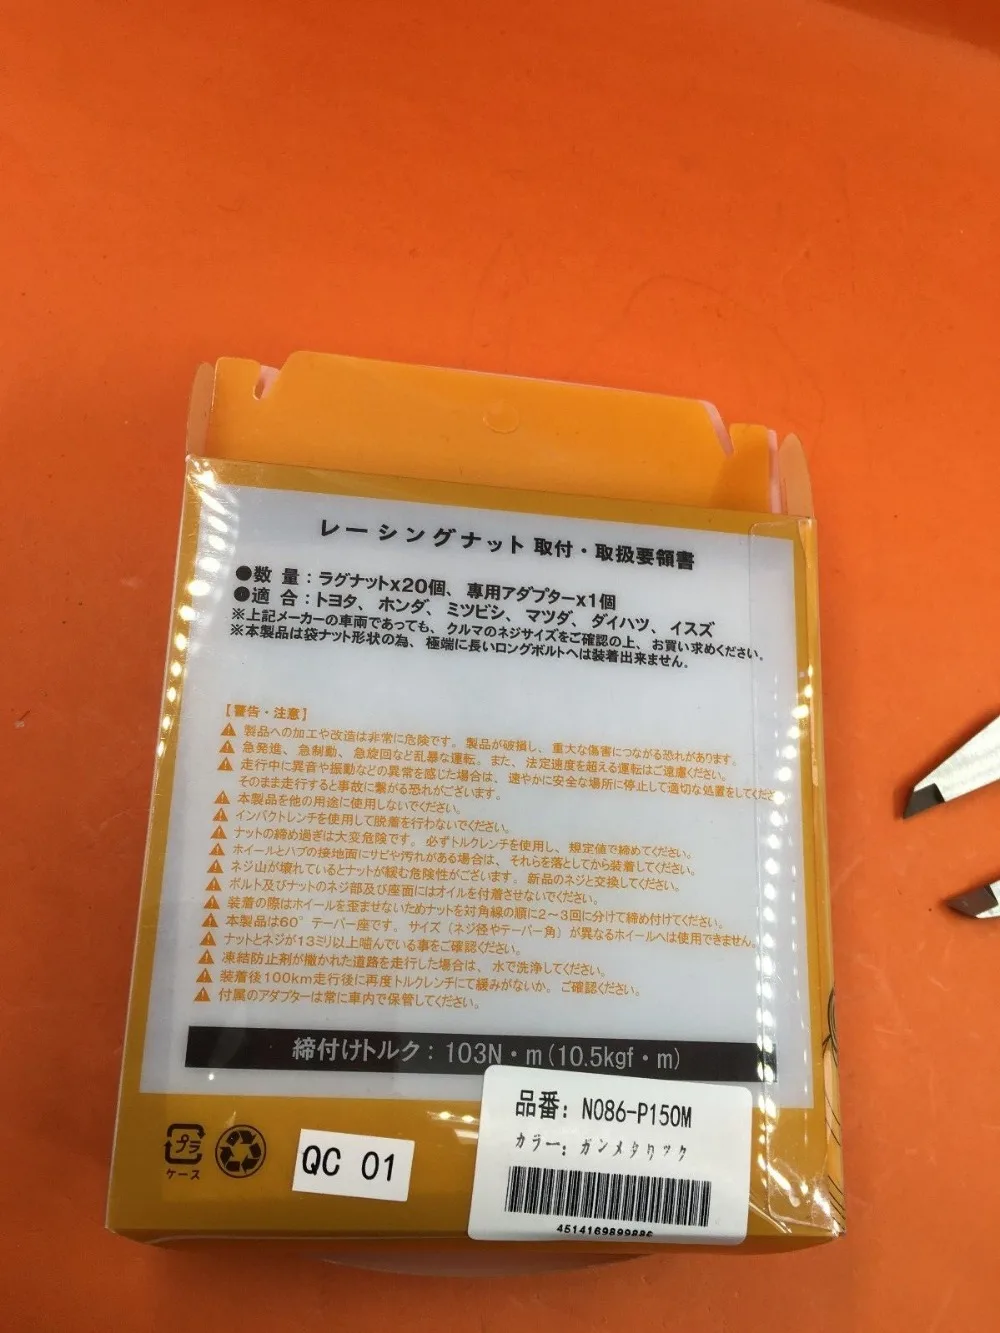 レーシングナット 取付・取扱要領書
●数 量：ラグナットx20個、専用アダプターx1個
●適 合：トヨタ、ホンダ、ミツビシ、マツダ、ダイハツ、イスズ
※上記メーカーの車両であっても、クルマのネジサイズをご確認の上、お買い求めください。
※本製品は袋ナット形状の為、極端に長いロングボルトへは装着出来ません。
【警告・注意】
製品への加工や改造は非常に危険です。製品が破損し、重大な傷害につながる恐れがあります。
急発進、急制動、急旋回など乱暴な運転。また、法定速度を超える運転はご遠慮ください。
走行中に異音や振動などの異常を感じた場合は、速やかに安全な場所に停止して適切な処置をしてくださ
そのまま走行すると事故に繋がる恐れがございます。
本製品を他の用途に使用しないでください。
インパクトレンチを使用して脱着を行わないでください。
ナットの締め過ぎは大変危険です。必ずトルクレンチを使用し、規定値で締めてください。
ホイールとハブの接地面にサビや汚れがある場合は、それらを落としてから装着してください。
ネジ山が壊れているとナットが緩む危険性がございます。新品のネジと交換してください。
ボルト及びナットのネジ部及び座面にはオイルを付着させないでください。
装着の際はホイールを歪ませないためナットを対角線の順に2〜3回に分けて締め付けてください。
本製品は60°テーパー座です。サイズ（ネジ径やテーパー角）が異なるホイールへは使用できません。
ナットとネジが13ミリ以上噛んでいる事をご確認ください。
凍結防止剤が撒かれた道路を走行した場合は、水で洗浄してください。
装着後100km走行後に再度トルクレンチにて緩みがないか。ご確認ください。
付属のアダプターは常に車内で保管してください。
締付けトルク：103N・m(10.5kgf・m)
品番：N086-P150M
カラー：ガンメタリック
4514169899886
プラ
ケース
QC 01